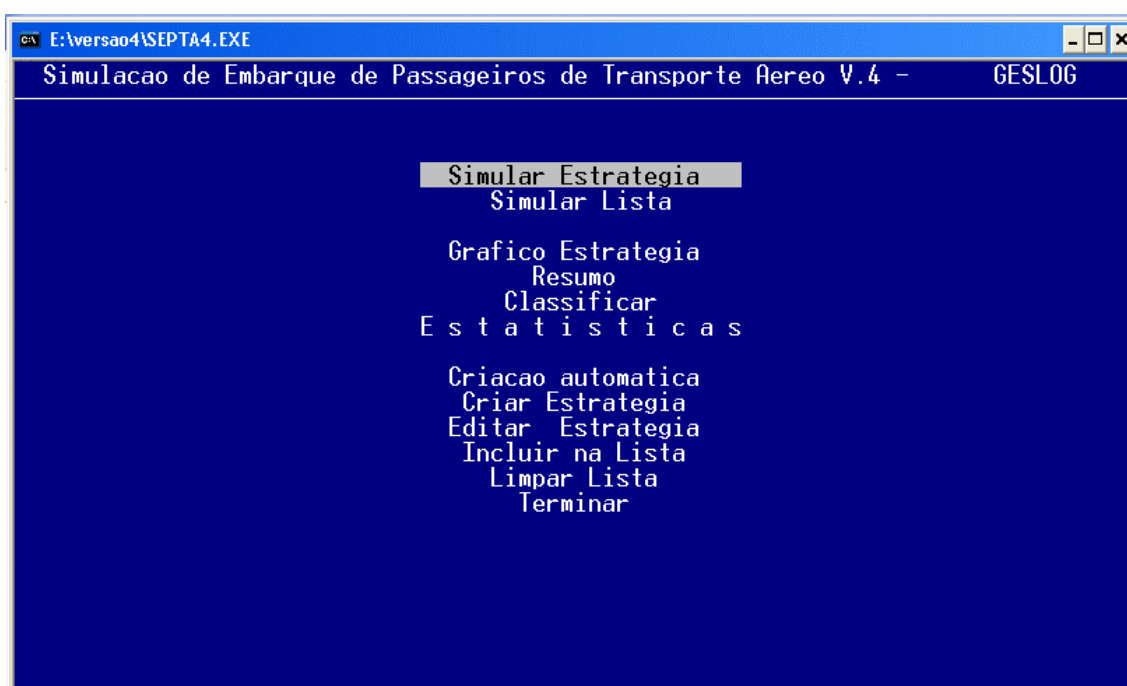 E:\versao4\SEPTA4.EXE
Simulacao de Embarque de Passageiros de Transporte Aereo V.4 - GESLOG
Simular Estrategia
Simular Lista
Grafico Estrategia
Resumo
Classificar
E s t a t i s t i c a s
Criacao automatica
Criar Estrategia
Editar Estrategia
Incluir na Lista
Limpar Lista
Terminar